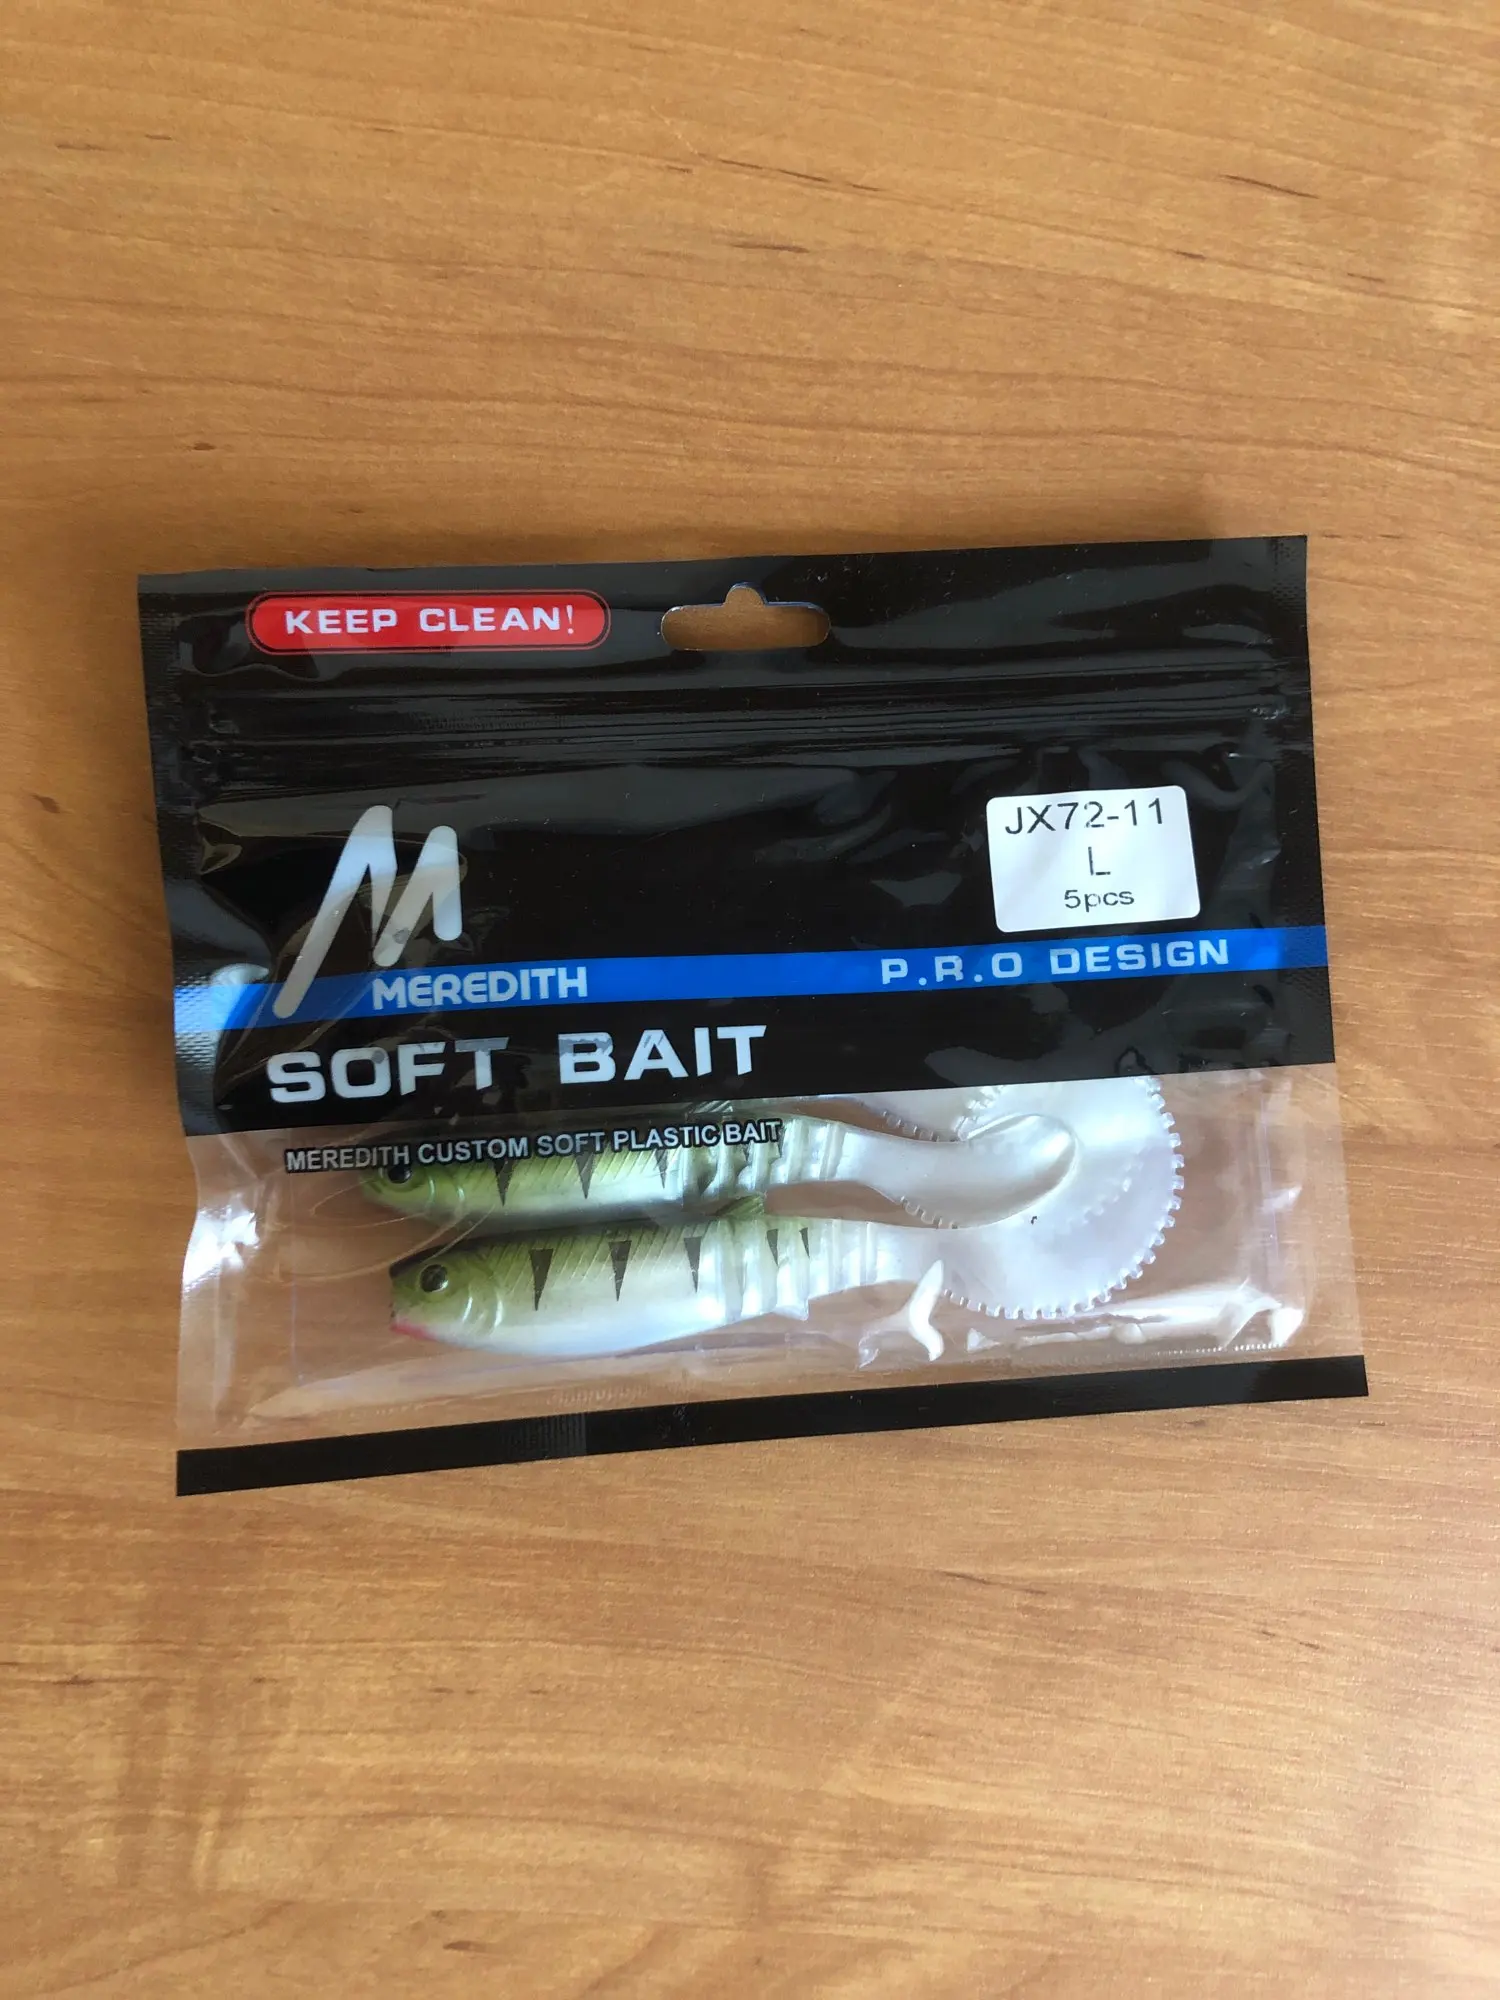 KEEP CLEAN!
JX72-11
L
5pcs
M
MEREDITH
P.R.O DESIGN
SOFT BAIT
MEREDITH CUSTOM SOFT PLASTIC BAIT